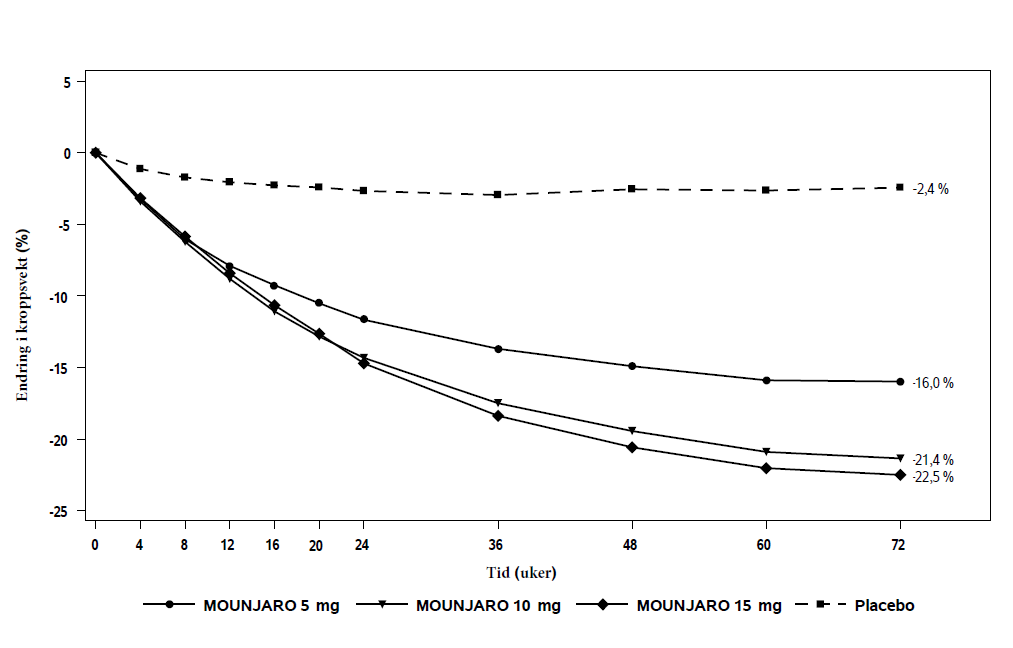 Endring i kroppsvekt (%)
5
0
-5
-10
-15
-20
-25
-2,4 %
-16,0 %
-21,4 %
-22,5 %
0 4 8 12 16 20 24 36 48 60 72
Tid (uker)
MOUNJARO 5 mg MOUNJARO 10 mg MOUNJARO 15 mg Placebo